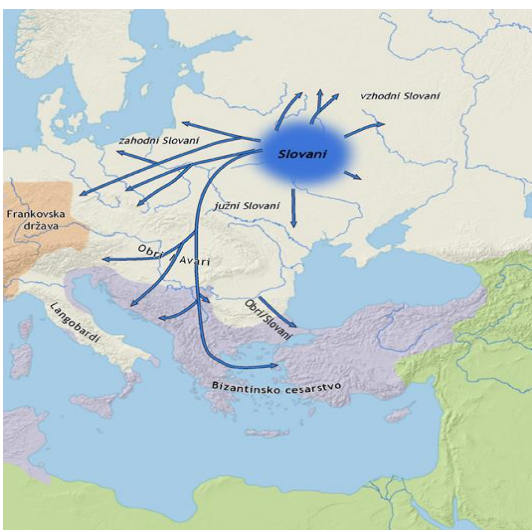 vzhodni Slovani
zahodni Slovani
Slovani
južni Slovani
Frankovska
država
Obri / Avari
Obri/Slovani
Langobardi
Bizantinsko cesarstvo